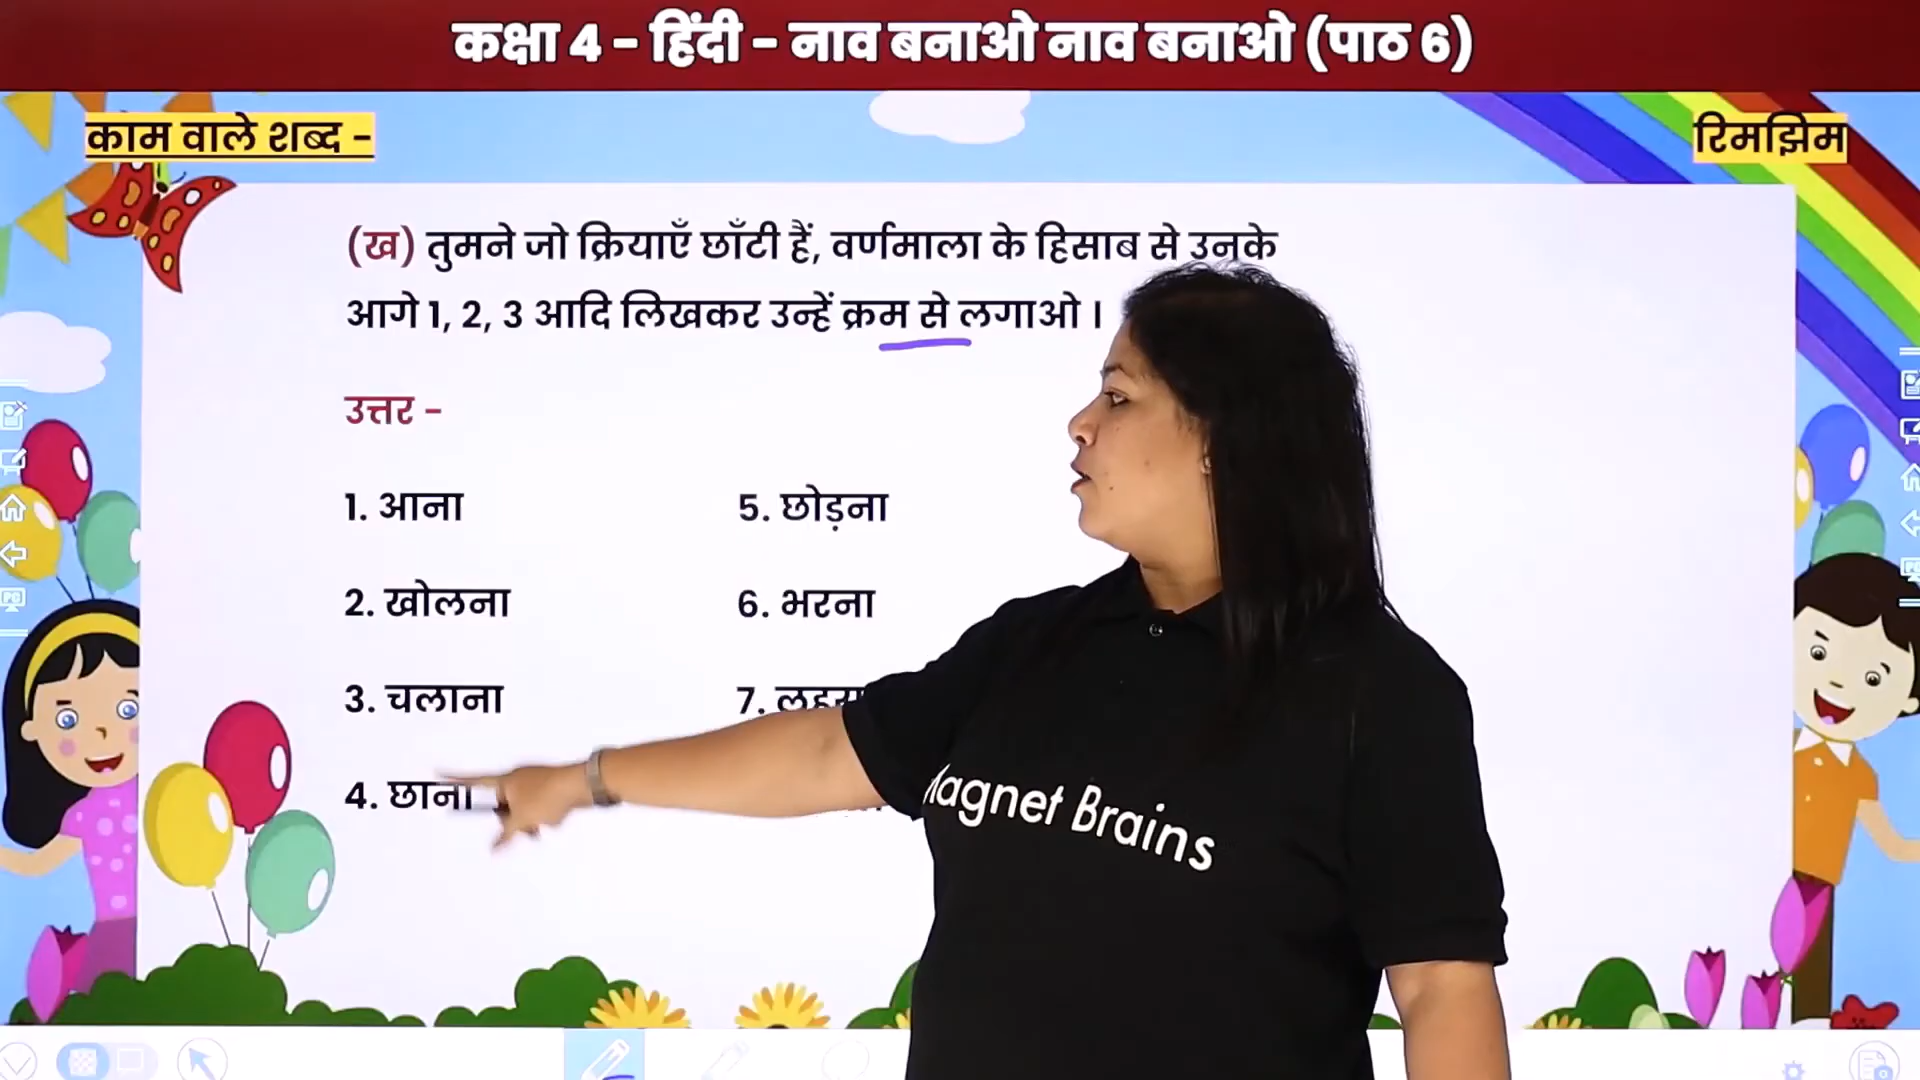 कक्षा 4 - हिंदी - नाव बनाओ नाव बनाओ (पाठ 6)
काम वाले शब्द -
रिमझिम
(ख) तुमने जो क्रियाएँ छाँटी हैं, वर्णमाला के हिसाब से उनके
आगे 1, 2, 3 आदि लिखकर उन्हें क्रम से लगाओ ।
उत्तर -
1. आना
2. खोलना
3. चलाना
4. छाना
5. छोड़ना
6. भरना
7.
Magnet Brains